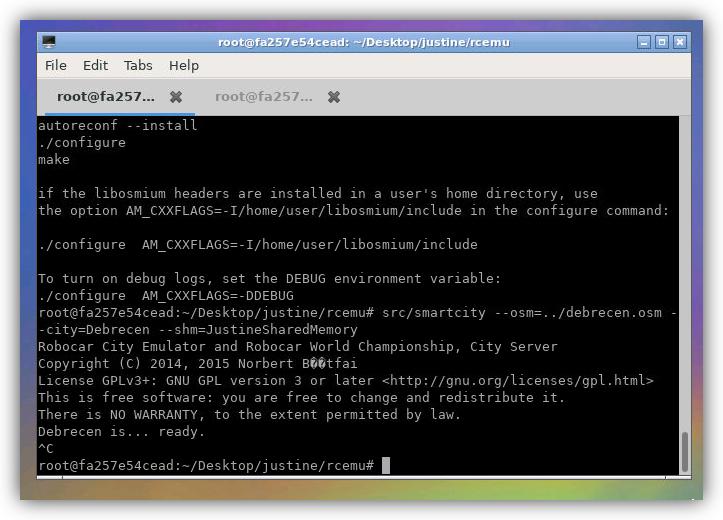 root@fa257e54cead: ~/Desktop/justine/rcemu
File Edit Tabs Help
root@fa257... root@fa257...
autoreconf --install
./configure
make
if the libosmium headers are installed in a user's home directory, use
the option AM_CXXFLAGS=-I/home/user/libosmium/include in the configure command:
./configure  AM_CXXFLAGS=-I/home/user/libosmium/include
To turn on debug logs, set the DEBUG environment variable:
./configure  AM_CXXFLAGS=-DDEBUG
root@fa257e54cead:~/Desktop/justine/rcemu# src/smartcity --osm=../debrecen.osm -
-city=Debrecen --shm=JustineSharedMemory
Robocar City Emulator and Robocar World Championship, City Server
Copyright (C) 2014, 2015 Norbert B��tfai
License GPLv3+: GNU GPL version 3 or later <http://gnu.org/licenses/gpl.html>
This is free software: you are free to change and redistribute it.
There is NO WARRANTY, to the extent permitted by law.
Debrecen is... ready.
^C
root@fa257e54cead:~/Desktop/justine/rcemu#